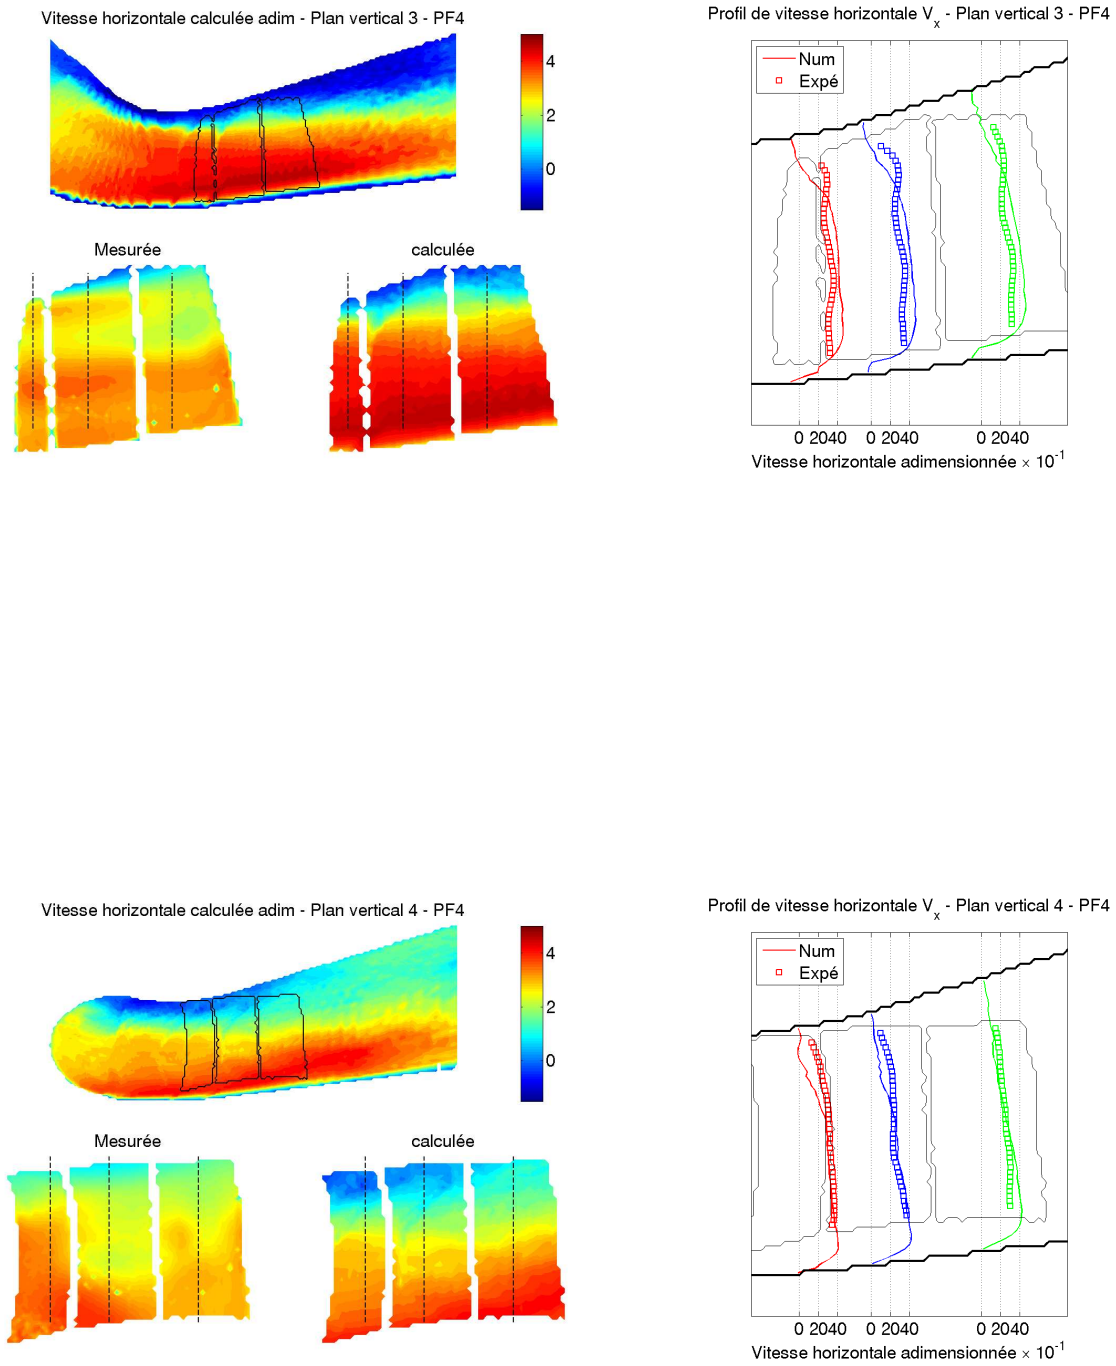 Vitesse horizontale calculée adim - Plan vertical 3 - PF4
4
2
0
Mesurée
calculée
Profil de vitesse horizontale Vx - Plan vertical 3 - PF4
Num
Expé
0 2040 0 2040 0 2040
Vitesse horizontale adimensionnée × 10-1
Vitesse horizontale calculée adim - Plan vertical 4 - PF4
4
2
0
Mesurée
calculée
Profil de vitesse horizontale Vx - Plan vertical 4 - PF4
Num
Expé
0 2040 0 2040 0 2040
Vitesse horizontale adimensionnée × 10-1